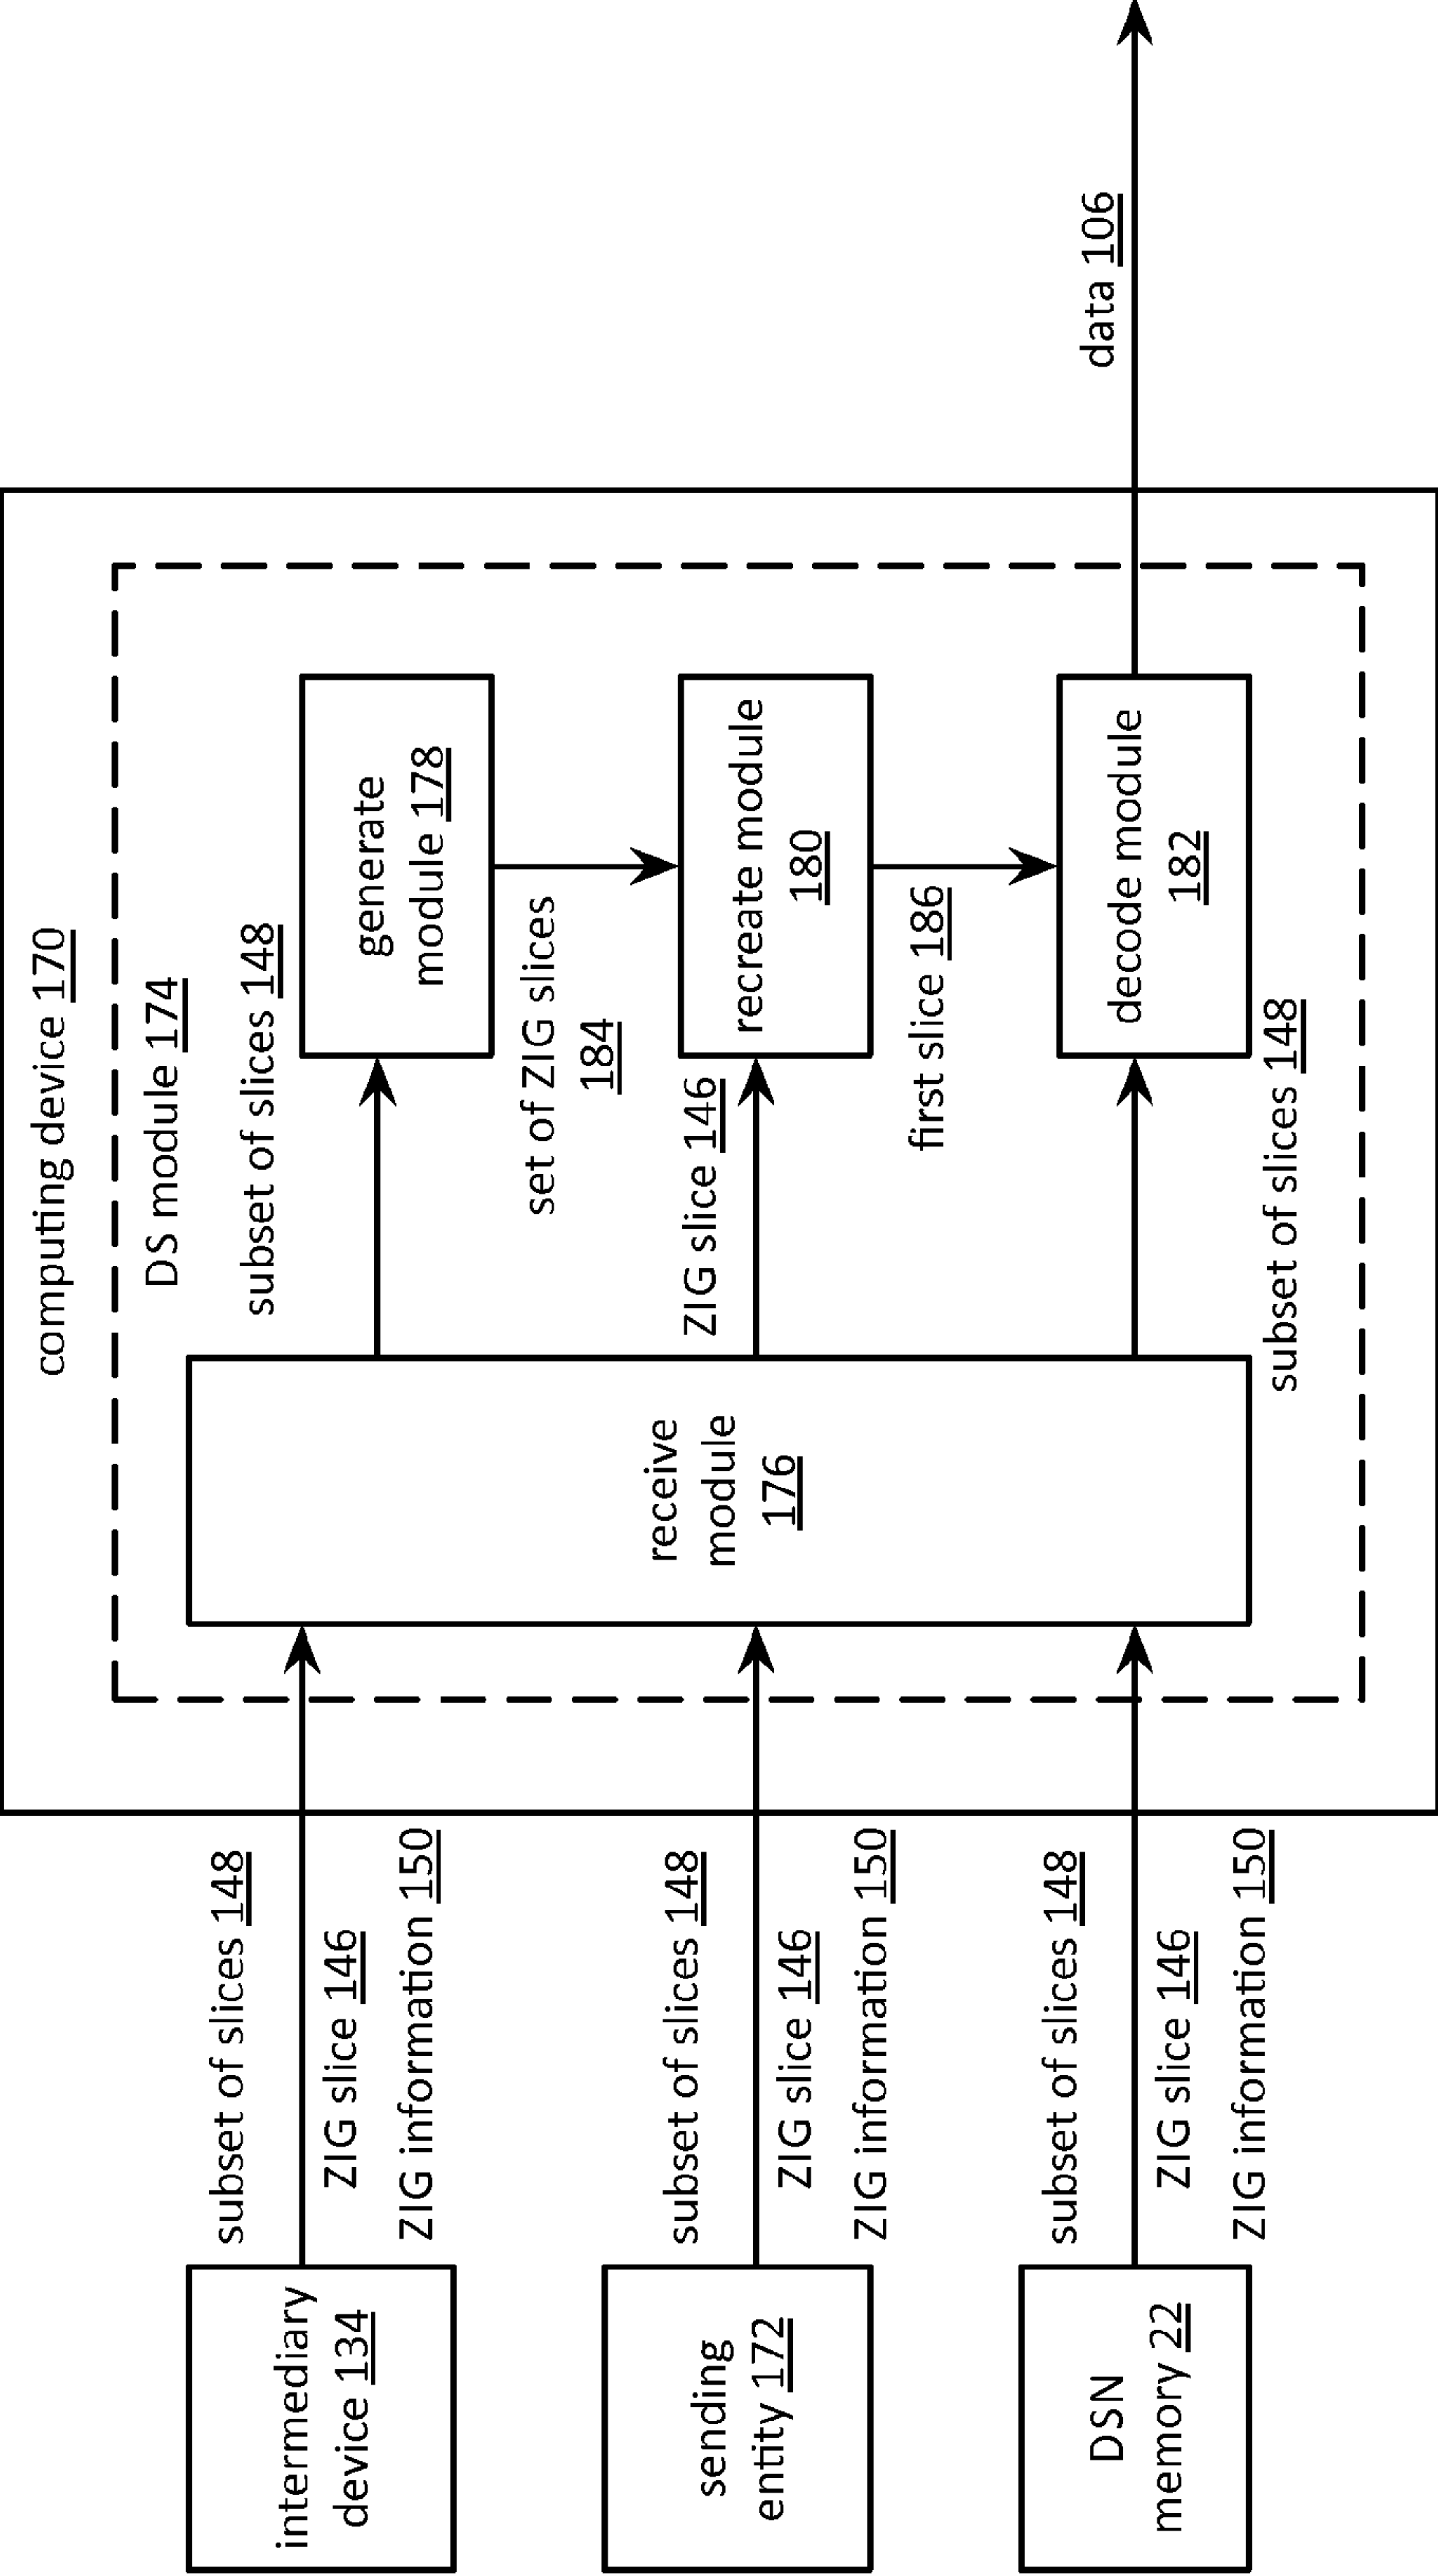 computing device 170
DS module 174
intermediary
device 134
subset of slices 148
ZIG slice 146
ZIG information 150
sending
entity 172
subset of slices 148
ZIG slice 146
ZIG information 150
DSN
memory 22
subset of slices 148
ZIG slice 146
ZIG information 150
receive
module
176
subset of slices 148
generate
module 178
set of ZIG slices
184
ZIG slice 146
recreate module
180
first slice 186
decode module
182
subset of slices 148
data 106